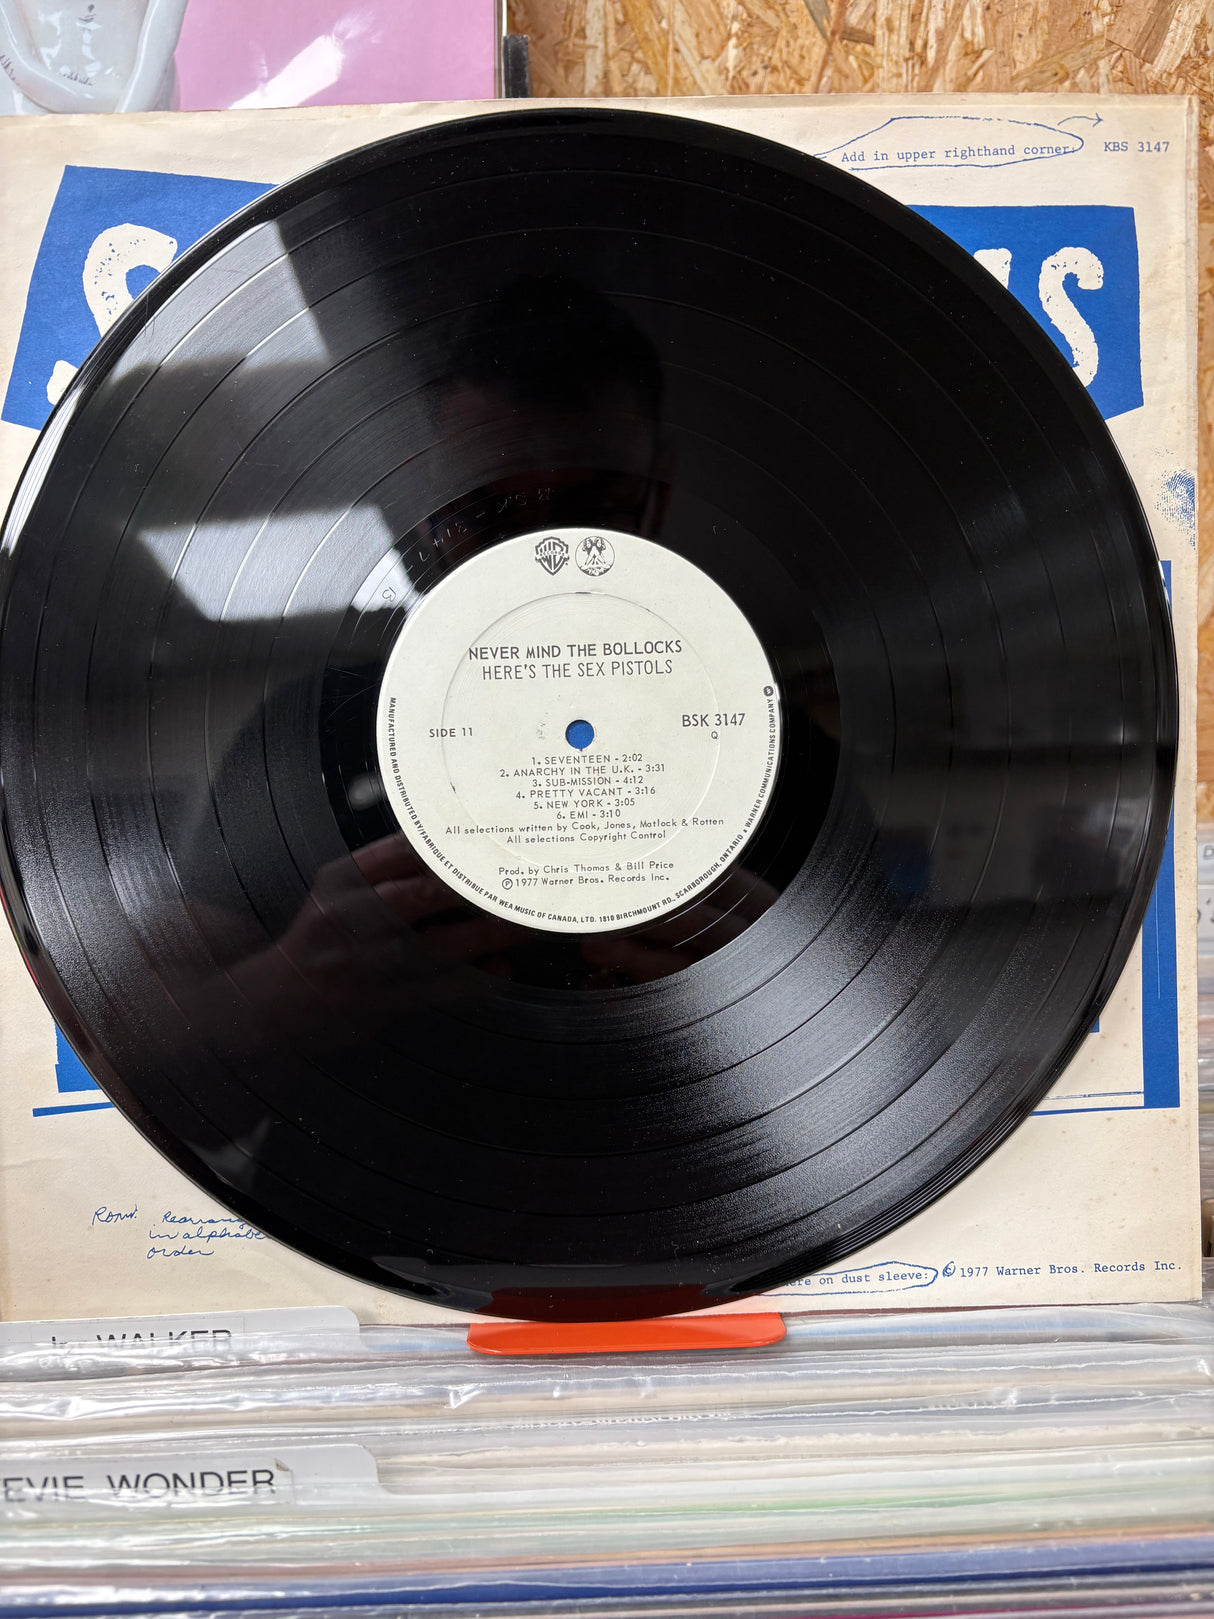 Add in upper righthand corner: KBS 3147
S
S
BSK-3147- B
NEVER MIND THE BOLLOCKS
HERE'S THE SEX PISTOLS
SIDE 11
BSK 3147
Q
1. SEVENTEEN - 2:02
2. ANARCHY IN THE U.K. - 3:31
3. SUB-MISSION - 4:12
4. PRETTY VACANT - 3:16
5. NEW YORK - 3:05
6. EMI - 3:10
All selections written by Cook, Jones, Matlock & Rotten
All selections Copyright Control
Prod. by Chris Thomas & Bill Price
℗ 1977 Warner Bros. Records Inc.
MANUFACTURED AND DISTRIBUTED BY/FABRIQUE ET DISTRIBUE PAR WEA MUSIC OF CANADA, LTD. 1810 BIRCHMOUNT RD., SCARBOROUGH, ONTARIO • A WARNER COMMUNICATIONS COMPANY
in alphabe
order
on dust sleeve: © 1977 Warner Bros. Records Inc.
WALKER
EVIE WONDER